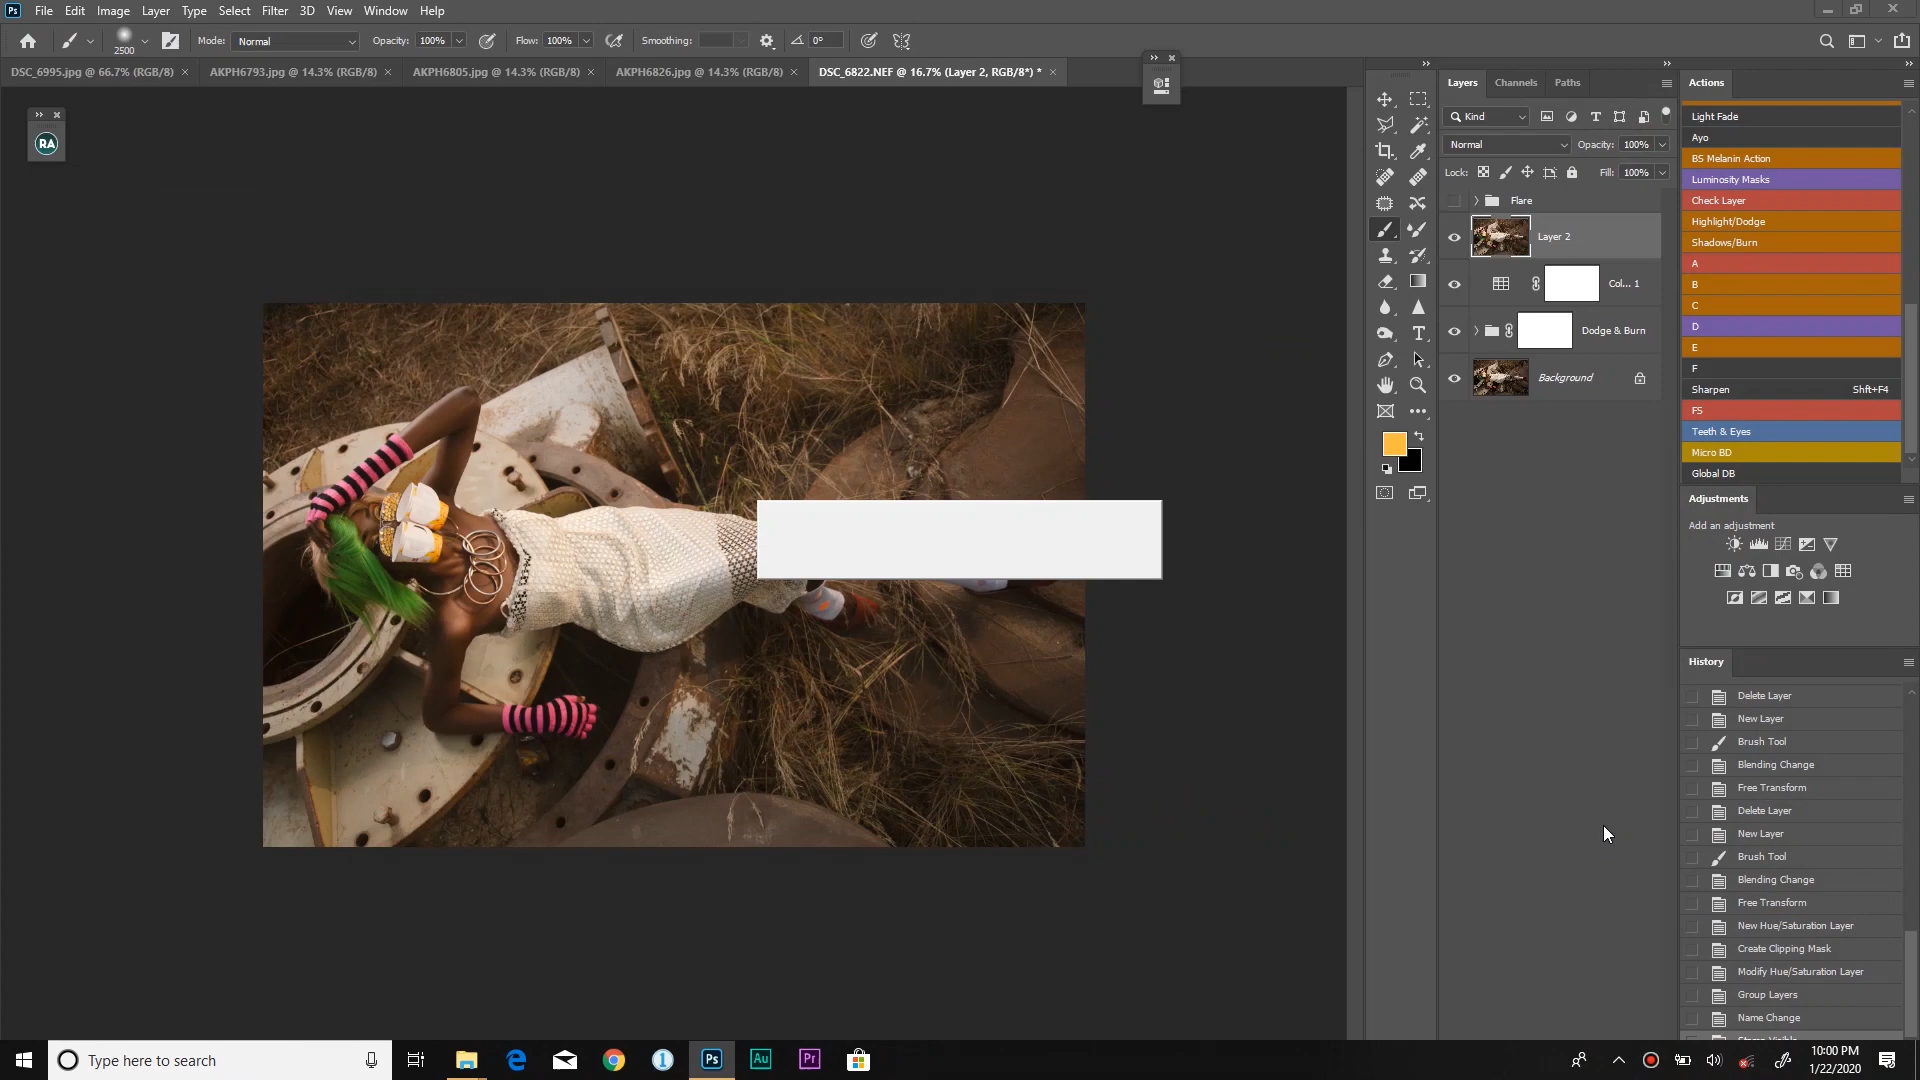 Ps File Edit Image Layer Type Select Filter 3D View Window Help
2500 Mode: Normal Opacity: 100% Flow: 100% Smoothing: 0°
DSC_6995.jpg @ 66.7% (RGB/8) × AKPH6793.jpg @ 14.3% (RGB/8) × AKPH6805.jpg @ 14.3% (RGB/8) × AKPH6826.jpg @ 14.3% (RGB/8) × DSC_6822.NEF @ 16.7% (Layer 2, RGB/8*) * ×
RA
Layers Channels Paths
Kind
Normal Opacity: 100%
Lock: Fill: 100%
Flare
Layer 2
Col... 1
Dodge & Burn
Background
Actions
Light Fade
Ayo
BS Melanin Action
Luminosity Masks
Check Layer
Highlight/Dodge
Shadows/Burn
A
B
C
D
E
F
Sharpen Shft+F4
FS
Teeth & Eyes
Micro BD
Global DB
Adjustments
Add an adjustment
History
Delete Layer
New Layer
Brush Tool
Blending Change
Free Transform
Delete Layer
New Layer
Brush Tool
Blending Change
Free Transform
New Hue/Saturation Layer
Create Clipping Mask
Modify Hue/Saturation Layer
Group Layers
Name Change
Type here to search
Ps Au Pr
10:00 PM
1/22/2020